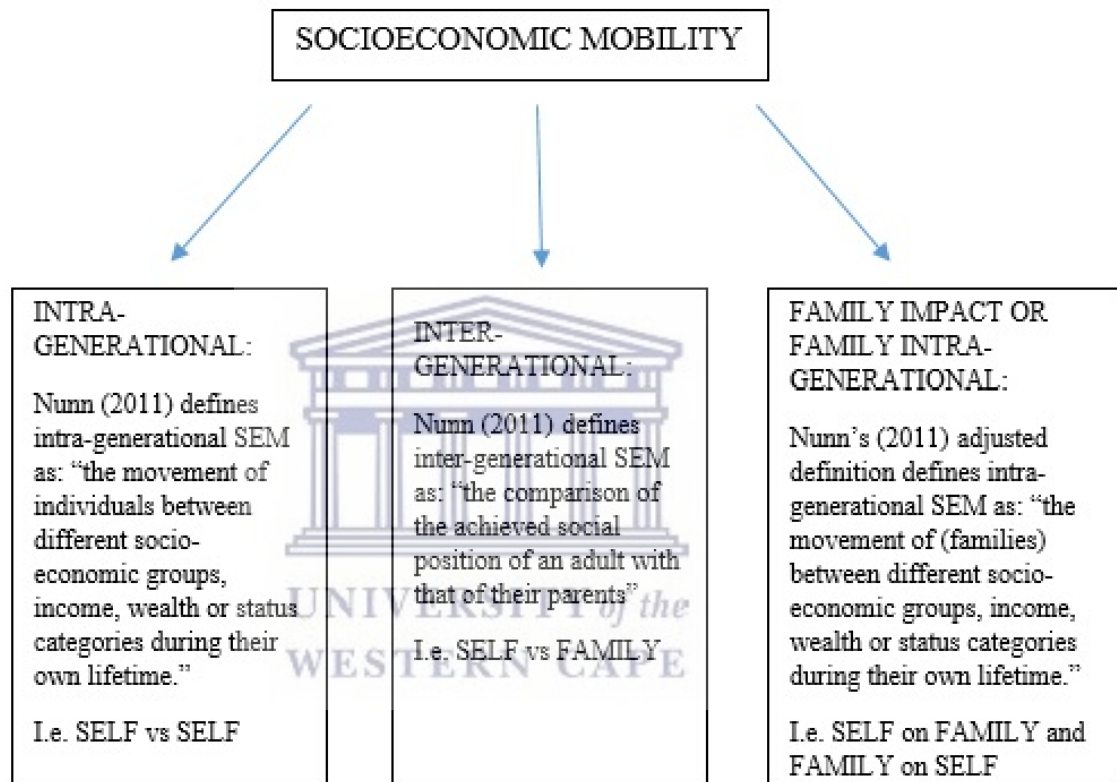 SOCIOECONOMIC MOBILITY
INTRA-
GENERATIONAL:
Nunn (2011) defines
intra-generational SEM
as: “the movement of
individuals between
different socio-
economic groups,
income, wealth or status
categories during their
own lifetime.”
I.e. SELF vs SELF
INTER-
GENERATIONAL:
Nunn (2011) defines
inter-generational SEM
as: “the comparison of
the achieved social
position of an adult with
that of their parents”
I.e. SELF vs FAMILY
FAMILY IMPACT OR
FAMILY INTRA-
GENERATIONAL:
Nunn’s (2011) adjusted
definition defines intra-
generational SEM as: “the
movement of (families)
between different socio-
economic groups, income,
wealth or status categories
during their own lifetime.”
I.e. SELF on FAMILY and
FAMILY on SELF
UNIVERSITY of the
WESTERN CAPE